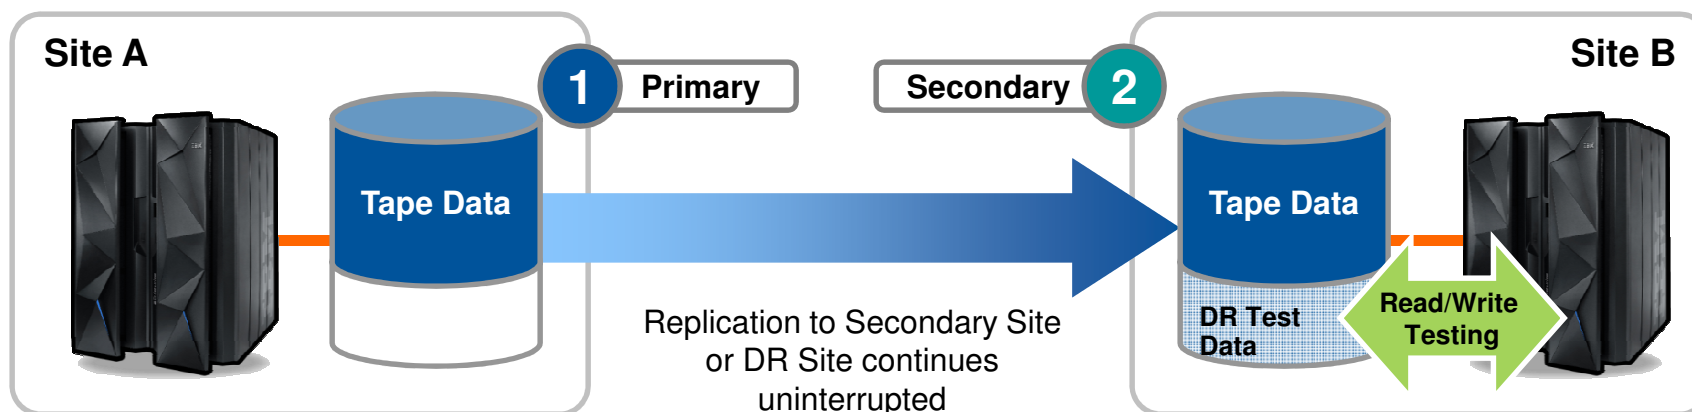 Site A
1 Primary
Secondary 2
Site B
Tape Data
Tape Data
Replication to Secondary Site
or DR Site continues
uninterrupted
DR Test
Data
Read/Write
Testing